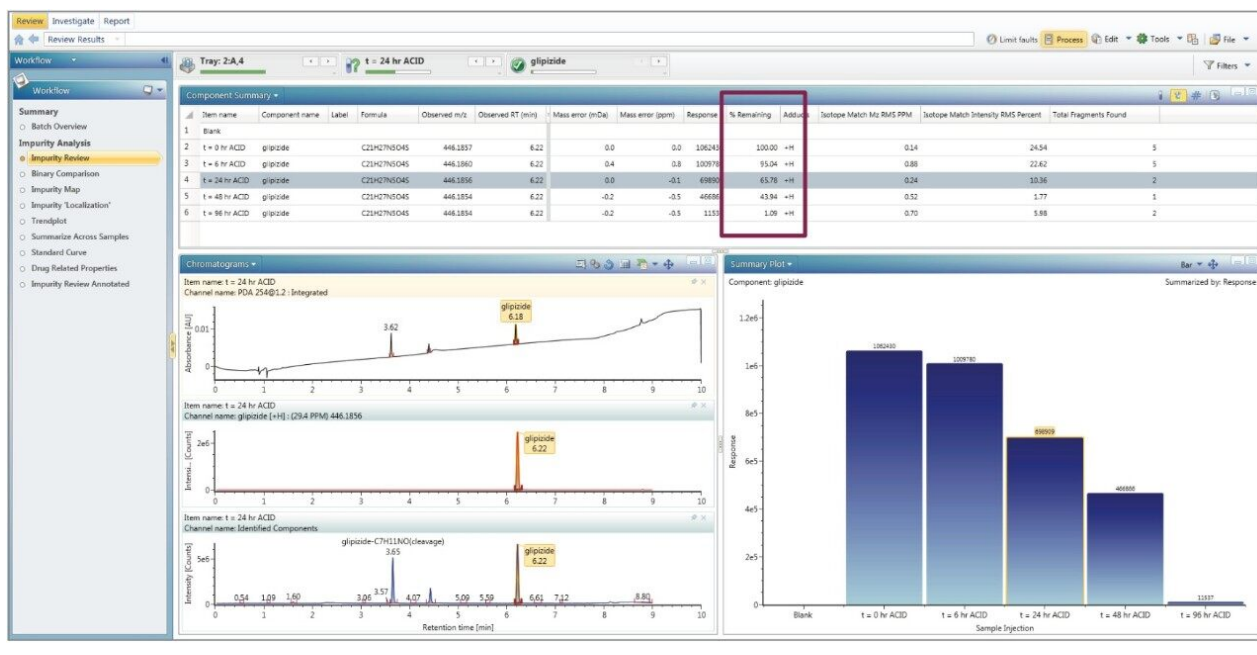 Review Investigate Report
Review Results
Limit faults Process Edit Tools File
Workflow
Tray: 2:A,4 t = 24 hr ACID glipizide Filters
Workflow
Summary
Batch Overview
Impurity Analysis
Impurity Review
Binary Comparison
Impurity Map
Impurity 'Localization'
Trendplot
Summarize Across Samples
Standard Curve
Drug Related Properties
Impurity Review Annotated
Component Summary
Item name Component name Label Formula Observed m/z Observed RT (min) Mass error (mDa) Mass error (ppm) Response % Remaining Adducts Isotope Match Mz RMS PPM Isotope Match Intensity RMS Percent Total Fragments Found
1 Blank
2 t = 0 hr ACID glipizide C21H27N5O4S 446.1857 6.22 0.0 0.0 106243 100.00 +H 0.14 24.54 5
3 t = 6 hr ACID glipizide C21H27N5O4S 446.1860 6.22 0.4 0.8 100978 95.04 +H 0.88 22.62 5
4 t = 24 hr ACID glipizide C21H27N5O4S 446.1856 6.22 0.0 -0.1 69890 65.78 +H 0.24 10.36 2
5 t = 48 hr ACID glipizide C21H27N5O4S 446.1854 6.22 -0.2 -0.5 46686 43.94 +H 0.52 1.77 1
6 t = 96 hr ACID glipizide C21H27N5O4S 446.1854 6.22 -0.2 -0.5 1153 1.09 +H 0.70 5.98 2
Chromatograms
Item name: t = 24 hr ACID
Channel name: PDA 254@1.2 : Integrated
Absorbance [AU]
0.01
0
3.62
glipizide
6.18
0 1 2 3 4 5 6 7 8 9 10
Item name: t = 24 hr ACID
Channel name: glipizide [+H] : (29.4 PPM) 446.1856
Intensi... [Counts]
2e6
0
glipizide
6.22
0 1 2 3 4 5 6 7 8 9 10
Item name: t = 24 hr ACID
Channel name: Identified Components
Intensity [Counts]
5e6
0
glipizide-C7H11NO(cleavage)
3.65
glipizide
6.22
0.54 1.09 1.60 3.06 3.57 4.07 5.09 5.59 6.61 7.12 8.80
0 1 2 3 4 5 6 7 8 9 10
Retention time [min]
Summary Plot
Bar
Component: glipizide Summarized by: Response
Response
1.2e6
1e6
8e5
6e5
4e5
2e5
0
1062430
1009780
698909
466866
11537
Blank t = 0 hr ACID t = 6 hr ACID t = 24 hr ACID t = 48 hr ACID t = 96 hr ACID
Sample Injection